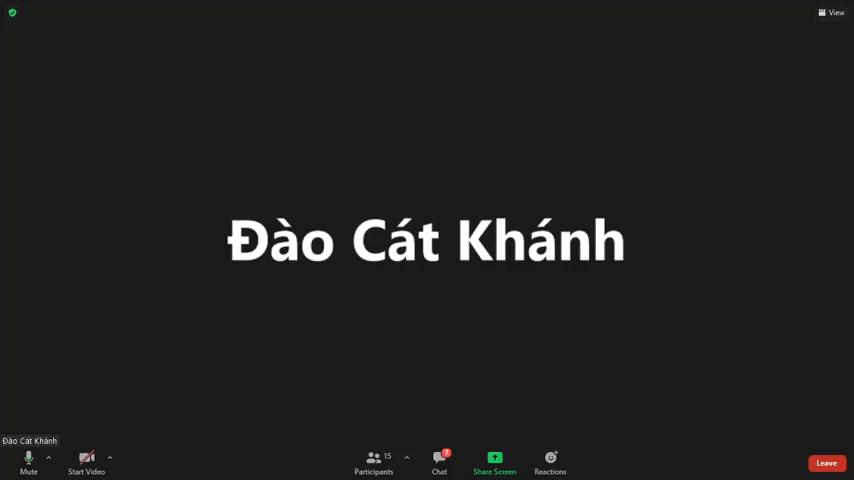 View
Đào Cát Khánh
Đào Cát Khánh
Mute
Start Video
15
Participants
7
Chat
Share Screen
Reactions
Leave